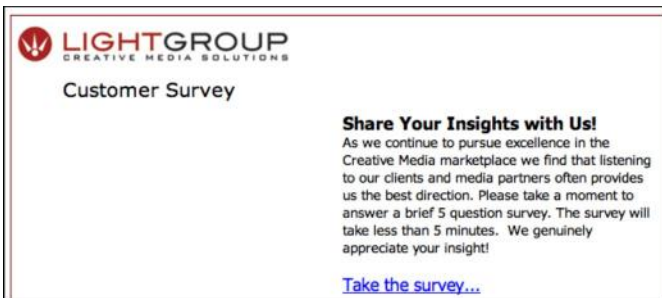 LIGHTGROUP
CREATIVE MEDIA SOLUTIONS
Customer Survey
Share Your Insights with Us!
As we continue to pursue excellence in the
Creative Media marketplace we find that listening
to our clients and media partners often provides
us the best direction. Please take a moment to
answer a brief 5 question survey. The survey will
take less than 5 minutes.  We genuinely
appreciate your insight!
Take the survey...